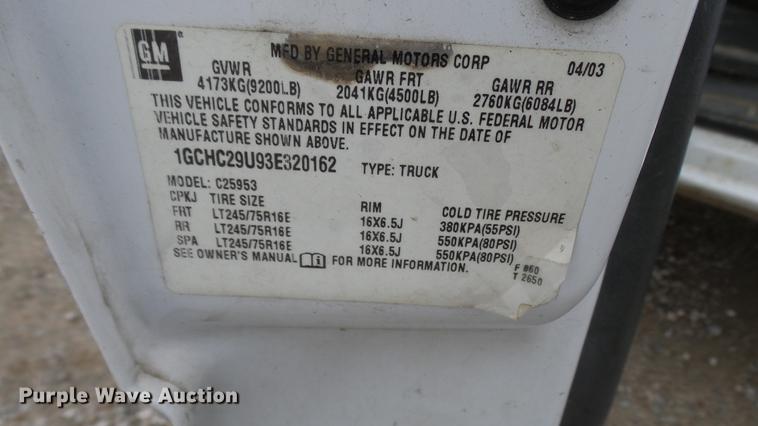 GM
MFD BY GENERAL MOTORS CORP
04/03
GVWR GAWR FRT GAWR RR
4173KG(9200LB) 2041KG(4500LB) 2760KG(6084LB)
THIS VEHICLE CONFORMS TO ALL APPLICABLE U.S. FEDERAL MOTOR
VEHICLE SAFETY STANDARDS IN EFFECT ON THE DATE OF
MANUFACTURE SHOWN ABOVE.
1GCHC29U93E320162 TYPE: TRUCK
MODEL: C25953
CPKJ TIRE SIZE RIM COLD TIRE PRESSURE
FRT LT245/75R16E 16X6.5J 380KPA(55PSI)
RR LT245/75R16E 16X6.5J 550KPA(80PSI)
SPA LT245/75R16E 16X6.5J 550KPA(80PSI)
SEE OWNER'S MANUAL FOR MORE INFORMATION.
F 860
T 2650
Purple Wave Auction